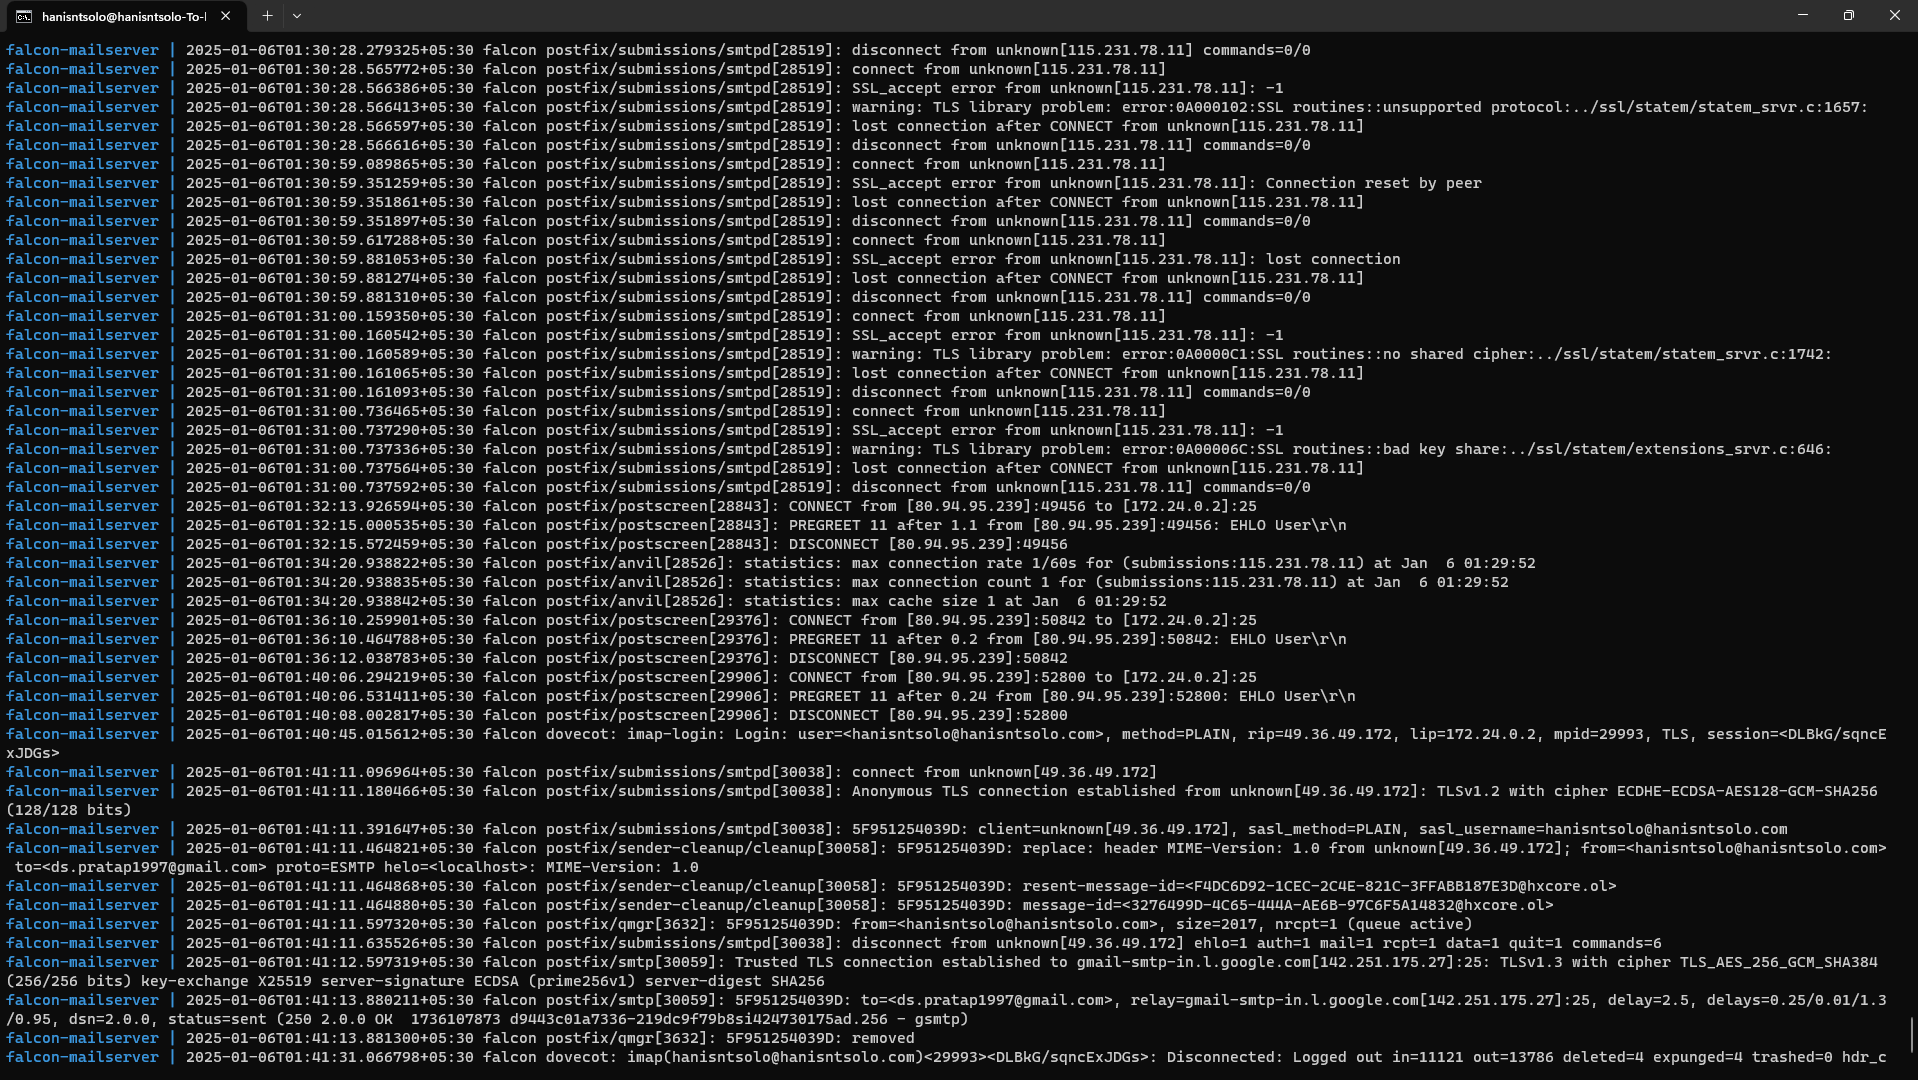 hanisntsolo@hanisntsolo-To-l
falcon-mailserver | 2025-01-06T01:30:28.279325+05:30 falcon postfix/submissions/smtpd[28519]: disconnect from unknown[115.231.78.11] commands=0/0
falcon-mailserver | 2025-01-06T01:30:28.565772+05:30 falcon postfix/submissions/smtpd[28519]: connect from unknown[115.231.78.11]
falcon-mailserver | 2025-01-06T01:30:28.566386+05:30 falcon postfix/submissions/smtpd[28519]: SSL_accept error from unknown[115.231.78.11]: -1
falcon-mailserver | 2025-01-06T01:30:28.566413+05:30 falcon postfix/submissions/smtpd[28519]: warning: TLS library problem: error:0A000102:SSL routines::unsupported protocol:../ssl/statem/statem_srvr.c:1657:
falcon-mailserver | 2025-01-06T01:30:28.566597+05:30 falcon postfix/submissions/smtpd[28519]: lost connection after CONNECT from unknown[115.231.78.11]
falcon-mailserver | 2025-01-06T01:30:28.566616+05:30 falcon postfix/submissions/smtpd[28519]: disconnect from unknown[115.231.78.11] commands=0/0
falcon-mailserver | 2025-01-06T01:30:59.089865+05:30 falcon postfix/submissions/smtpd[28519]: connect from unknown[115.231.78.11]
falcon-mailserver | 2025-01-06T01:30:59.351259+05:30 falcon postfix/submissions/smtpd[28519]: SSL_accept error from unknown[115.231.78.11]: Connection reset by peer
falcon-mailserver | 2025-01-06T01:30:59.351861+05:30 falcon postfix/submissions/smtpd[28519]: lost connection after CONNECT from unknown[115.231.78.11]
falcon-mailserver | 2025-01-06T01:30:59.351897+05:30 falcon postfix/submissions/smtpd[28519]: disconnect from unknown[115.231.78.11] commands=0/0
falcon-mailserver | 2025-01-06T01:30:59.617288+05:30 falcon postfix/submissions/smtpd[28519]: connect from unknown[115.231.78.11]
falcon-mailserver | 2025-01-06T01:30:59.881053+05:30 falcon postfix/submissions/smtpd[28519]: SSL_accept error from unknown[115.231.78.11]: lost connection
falcon-mailserver | 2025-01-06T01:30:59.881274+05:30 falcon postfix/submissions/smtpd[28519]: lost connection after CONNECT from unknown[115.231.78.11]
falcon-mailserver | 2025-01-06T01:30:59.881310+05:30 falcon postfix/submissions/smtpd[28519]: disconnect from unknown[115.231.78.11] commands=0/0
falcon-mailserver | 2025-01-06T01:31:00.159350+05:30 falcon postfix/submissions/smtpd[28519]: connect from unknown[115.231.78.11]
falcon-mailserver | 2025-01-06T01:31:00.160542+05:30 falcon postfix/submissions/smtpd[28519]: SSL_accept error from unknown[115.231.78.11]: -1
falcon-mailserver | 2025-01-06T01:31:00.160589+05:30 falcon postfix/submissions/smtpd[28519]: warning: TLS library problem: error:0A0000C1:SSL routines::no shared cipher:../ssl/statem/statem_srvr.c:1742:
falcon-mailserver | 2025-01-06T01:31:00.161065+05:30 falcon postfix/submissions/smtpd[28519]: lost connection after CONNECT from unknown[115.231.78.11]
falcon-mailserver | 2025-01-06T01:31:00.161093+05:30 falcon postfix/submissions/smtpd[28519]: disconnect from unknown[115.231.78.11] commands=0/0
falcon-mailserver | 2025-01-06T01:31:00.736465+05:30 falcon postfix/submissions/smtpd[28519]: connect from unknown[115.231.78.11]
falcon-mailserver | 2025-01-06T01:31:00.737290+05:30 falcon postfix/submissions/smtpd[28519]: SSL_accept error from unknown[115.231.78.11]: -1
falcon-mailserver | 2025-01-06T01:31:00.737336+05:30 falcon postfix/submissions/smtpd[28519]: warning: TLS library problem: error:0A00006C:SSL routines::bad key share:../ssl/statem/extensions_srvr.c:646:
falcon-mailserver | 2025-01-06T01:31:00.737564+05:30 falcon postfix/submissions/smtpd[28519]: lost connection after CONNECT from unknown[115.231.78.11]
falcon-mailserver | 2025-01-06T01:31:00.737592+05:30 falcon postfix/submissions/smtpd[28519]: disconnect from unknown[115.231.78.11] commands=0/0
falcon-mailserver | 2025-01-06T01:32:13.926594+05:30 falcon postfix/postscreen[28843]: CONNECT from [80.94.95.239]:49456 to [172.24.0.2]:25
falcon-mailserver | 2025-01-06T01:32:15.000535+05:30 falcon postfix/postscreen[28843]: PREGREET 11 after 1.1 from [80.94.95.239]:49456: EHLO User\r\n
falcon-mailserver | 2025-01-06T01:32:15.572459+05:30 falcon postfix/postscreen[28843]: DISCONNECT [80.94.95.239]:49456
falcon-mailserver | 2025-01-06T01:34:20.938822+05:30 falcon postfix/anvil[28526]: statistics: max connection rate 1/60s for (submissions:115.231.78.11) at Jan  6 01:29:52
falcon-mailserver | 2025-01-06T01:34:20.938835+05:30 falcon postfix/anvil[28526]: statistics: max connection count 1 for (submissions:115.231.78.11) at Jan  6 01:29:52
falcon-mailserver | 2025-01-06T01:34:20.938842+05:30 falcon postfix/anvil[28526]: statistics: max cache size 1 at Jan  6 01:29:52
falcon-mailserver | 2025-01-06T01:36:10.259901+05:30 falcon postfix/postscreen[29376]: CONNECT from [80.94.95.239]:50842 to [172.24.0.2]:25
falcon-mailserver | 2025-01-06T01:36:10.464788+05:30 falcon postfix/postscreen[29376]: PREGREET 11 after 0.2 from [80.94.95.239]:50842: EHLO User\r\n
falcon-mailserver | 2025-01-06T01:36:12.038783+05:30 falcon postfix/postscreen[29376]: DISCONNECT [80.94.95.239]:50842
falcon-mailserver | 2025-01-06T01:40:06.294219+05:30 falcon postfix/postscreen[29906]: CONNECT from [80.94.95.239]:52800 to [172.24.0.2]:25
falcon-mailserver | 2025-01-06T01:40:06.531411+05:30 falcon postfix/postscreen[29906]: PREGREET 11 after 0.24 from [80.94.95.239]:52800: EHLO User\r\n
falcon-mailserver | 2025-01-06T01:40:08.002817+05:30 falcon postfix/postscreen[29906]: DISCONNECT [80.94.95.239]:52800
falcon-mailserver | 2025-01-06T01:40:45.015612+05:30 falcon dovecot: imap-login: Login: user=<hanisntsolo@hanisntsolo.com>, method=PLAIN, rip=49.36.49.172, lip=172.24.0.2, mpid=29993, TLS, session=<DLBkG/sqncE
xJDGs>
falcon-mailserver | 2025-01-06T01:41:11.096964+05:30 falcon postfix/submissions/smtpd[30038]: connect from unknown[49.36.49.172]
falcon-mailserver | 2025-01-06T01:41:11.180466+05:30 falcon postfix/submissions/smtpd[30038]: Anonymous TLS connection established from unknown[49.36.49.172]: TLSv1.2 with cipher ECDHE-ECDSA-AES128-GCM-SHA256
(128/128 bits)
falcon-mailserver | 2025-01-06T01:41:11.391647+05:30 falcon postfix/submissions/smtpd[30038]: 5F951254039D: client=unknown[49.36.49.172], sasl_method=PLAIN, sasl_username=hanisntsolo@hanisntsolo.com
falcon-mailserver | 2025-01-06T01:41:11.464821+05:30 falcon postfix/sender-cleanup/cleanup[30058]: 5F951254039D: replace: header MIME-Version: 1.0 from unknown[49.36.49.172]; from=<hanisntsolo@hanisntsolo.com>
to=<ds.pratap1997@gmail.com> proto=ESMTP helo=<localhost>: MIME-Version: 1.0
falcon-mailserver | 2025-01-06T01:41:11.464868+05:30 falcon postfix/sender-cleanup/cleanup[30058]: 5F951254039D: resent-message-id=<F4DC6D92-1CEC-2C4E-821C-3FFABB187E3D@hxcore.ol>
falcon-mailserver | 2025-01-06T01:41:11.464880+05:30 falcon postfix/sender-cleanup/cleanup[30058]: 5F951254039D: message-id=<3276499D-4C65-444A-AE6B-97C6F5A14832@hxcore.ol>
falcon-mailserver | 2025-01-06T01:41:11.597320+05:30 falcon postfix/qmgr[3632]: 5F951254039D: from=<hanisntsolo@hanisntsolo.com>, size=2017, nrcpt=1 (queue active)
falcon-mailserver | 2025-01-06T01:41:11.635526+05:30 falcon postfix/submissions/smtpd[30038]: disconnect from unknown[49.36.49.172] ehlo=1 auth=1 mail=1 rcpt=1 data=1 quit=1 commands=6
falcon-mailserver | 2025-01-06T01:41:12.597319+05:30 falcon postfix/smtp[30059]: Trusted TLS connection established to gmail-smtp-in.l.google.com[142.251.175.27]:25: TLSv1.3 with cipher TLS_AES_256_GCM_SHA384
(256/256 bits) key-exchange X25519 server-signature ECDSA (prime256v1) server-digest SHA256
falcon-mailserver | 2025-01-06T01:41:13.880211+05:30 falcon postfix/smtp[30059]: 5F951254039D: to=<ds.pratap1997@gmail.com>, relay=gmail-smtp-in.l.google.com[142.251.175.27]:25, delay=2.5, delays=0.25/0.01/1.3
/0.95, dsn=2.0.0, status=sent (250 2.0.0 OK  1736107873 d9443c01a7336-219dc9f79b8si424730175ad.256 - gsmtp)
falcon-mailserver | 2025-01-06T01:41:13.881300+05:30 falcon postfix/qmgr[3632]: 5F951254039D: removed
falcon-mailserver | 2025-01-06T01:41:31.066798+05:30 falcon dovecot: imap(hanisntsolo@hanisntsolo.com)<29993><DLBkG/sqncExJDGs>: Disconnected: Logged out in=11121 out=13786 deleted=4 expunged=4 trashed=0 hdr_c